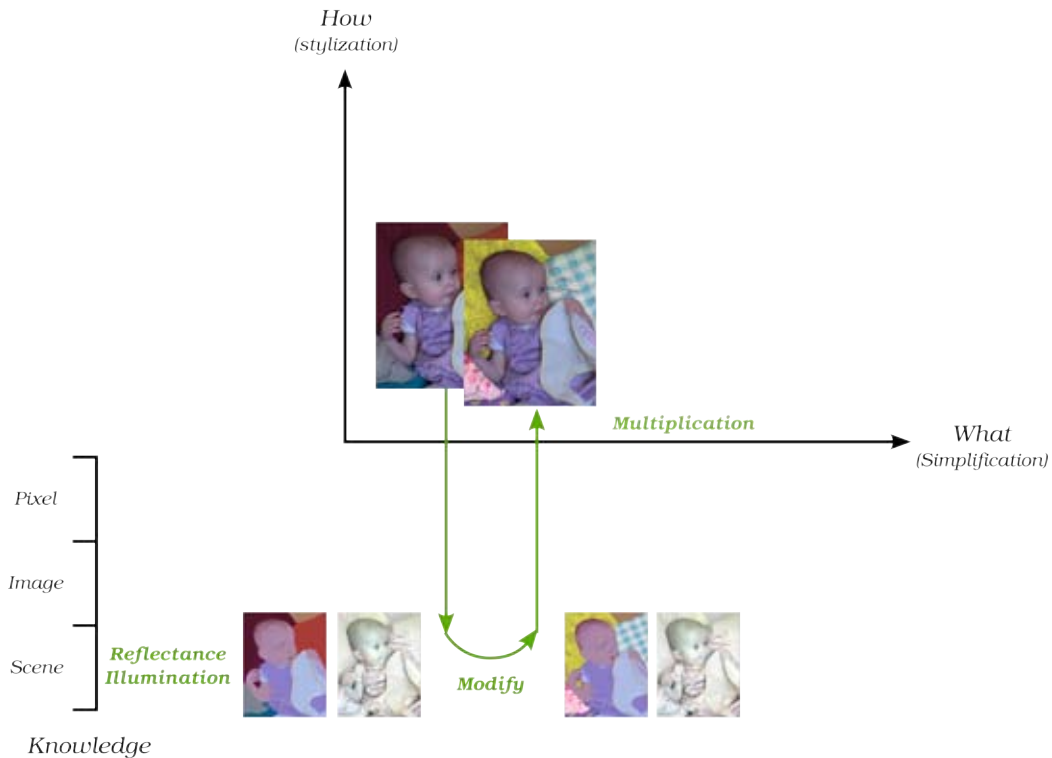 How
(stylization)
Multiplication
What
(Simplification)
Pixel
Image
Scene
Reflectance
Illumination
Modify
Knowledge